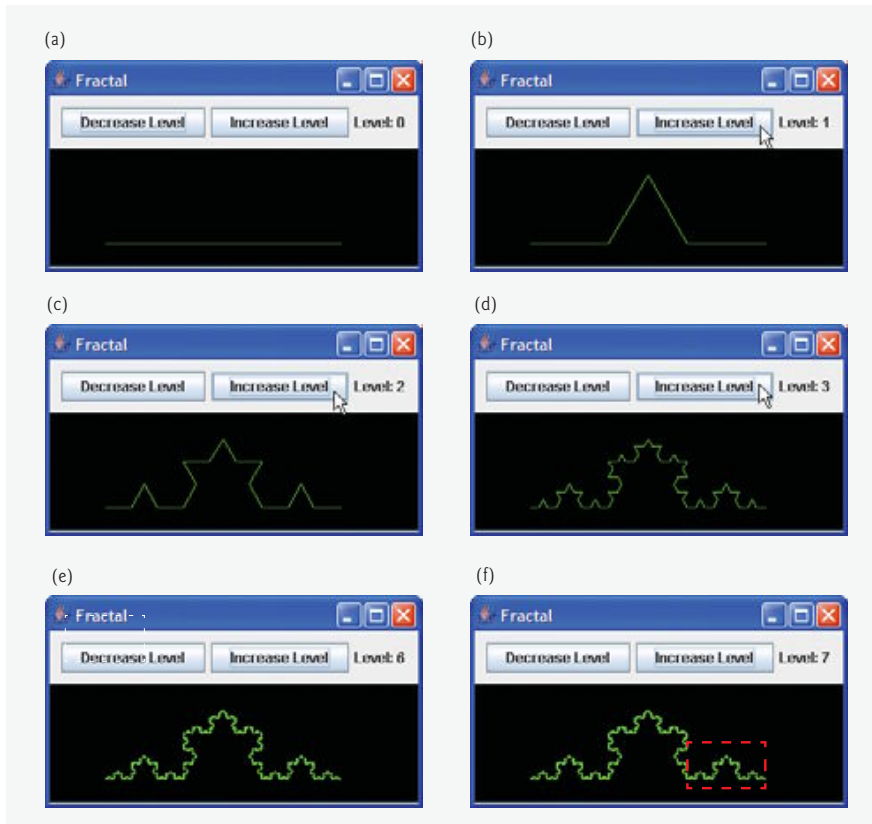 (a)
Fractal
Decrease Level Increase Level Level: 0
(b)
Fractal
Decrease Level Increase Level Level: 1
(c)
Fractal
Decrease Level Increase Level Level: 2
(d)
Fractal
Decrease Level Increase Level Level: 3
(e)
Fractal
Decrease Level Increase Level Level: 6
(f)
Fractal
Decrease Level Increase Level Level: 7